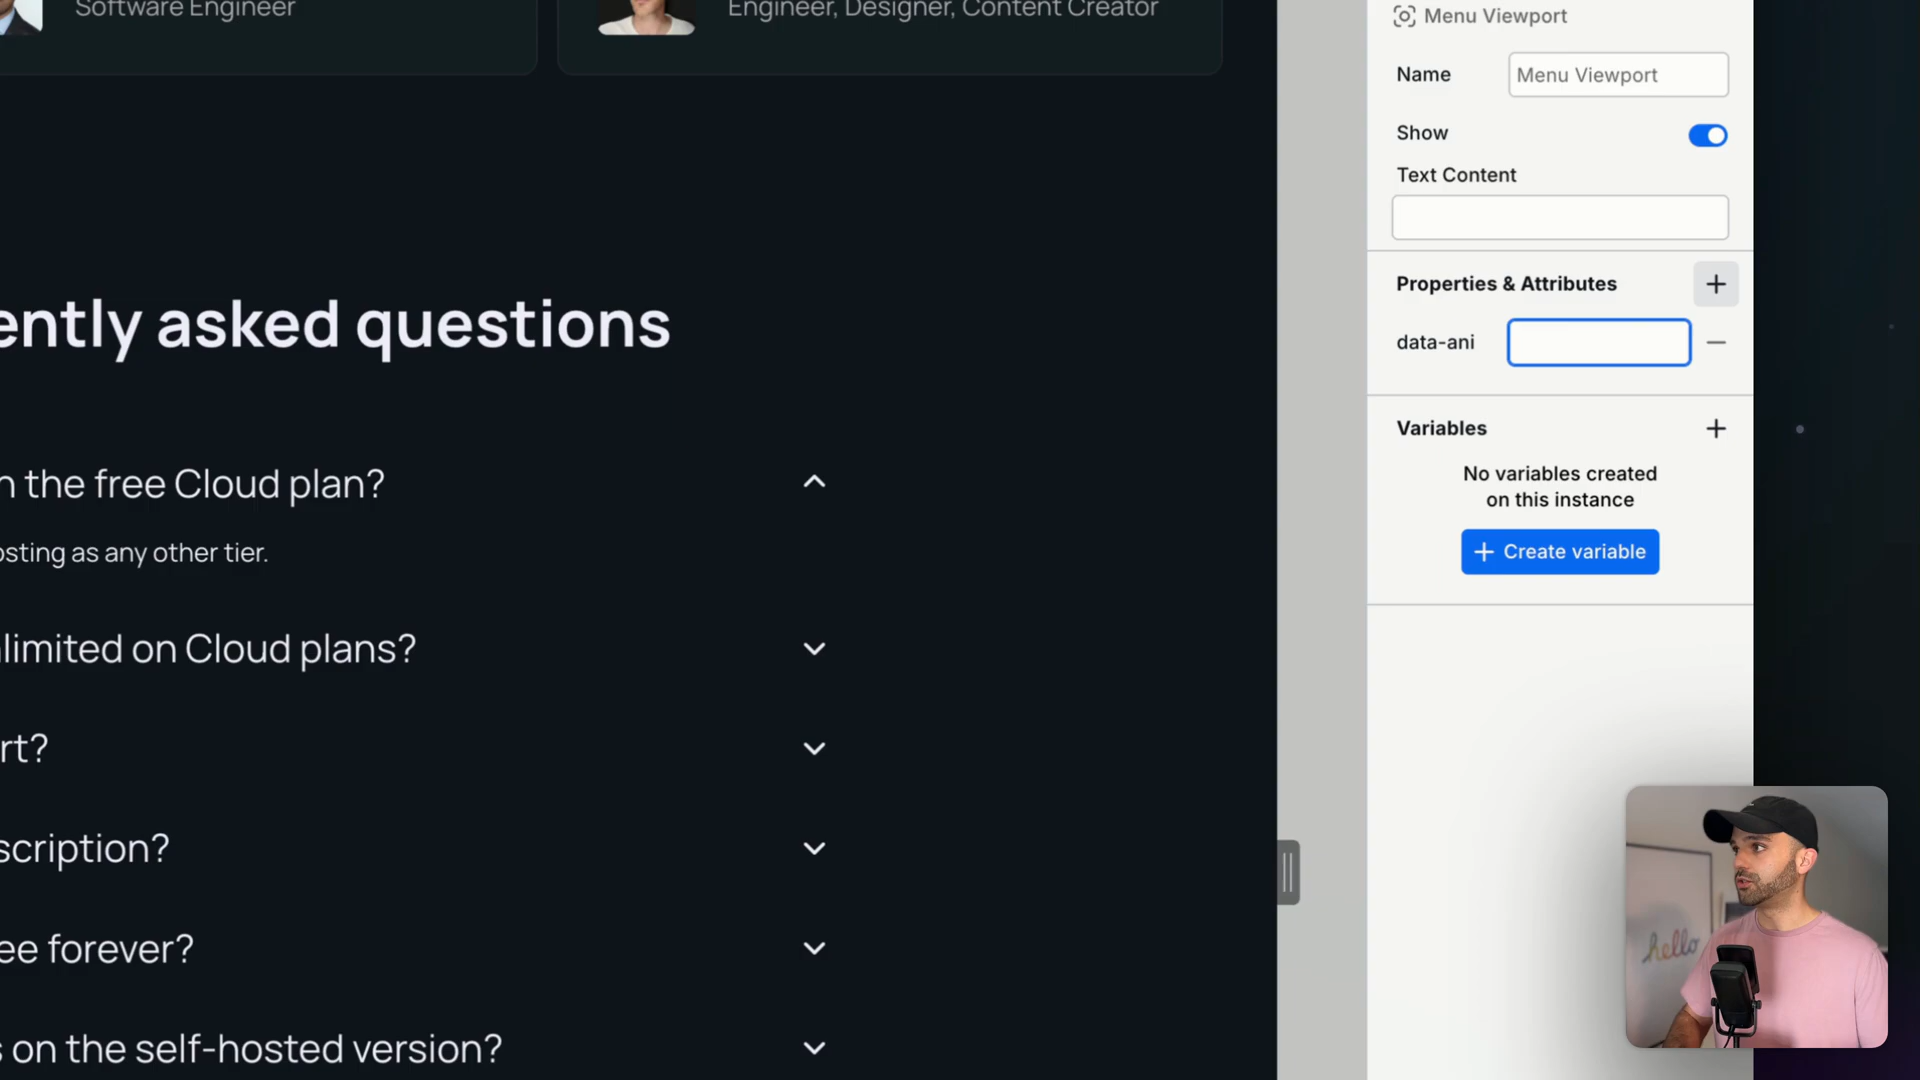 Software Engineer
Engineer, Designer, Content Creator
ently asked questions
n the free Cloud plan?
osting as any other tier.
limited on Cloud plans?
rt?
scription?
ee forever?
s on the self-hosted version?
Menu Viewport
Name
Menu Viewport
Show
Text Content
Properties & Attributes
data-ani
Variables
No variables created
on this instance
Create variable
hello